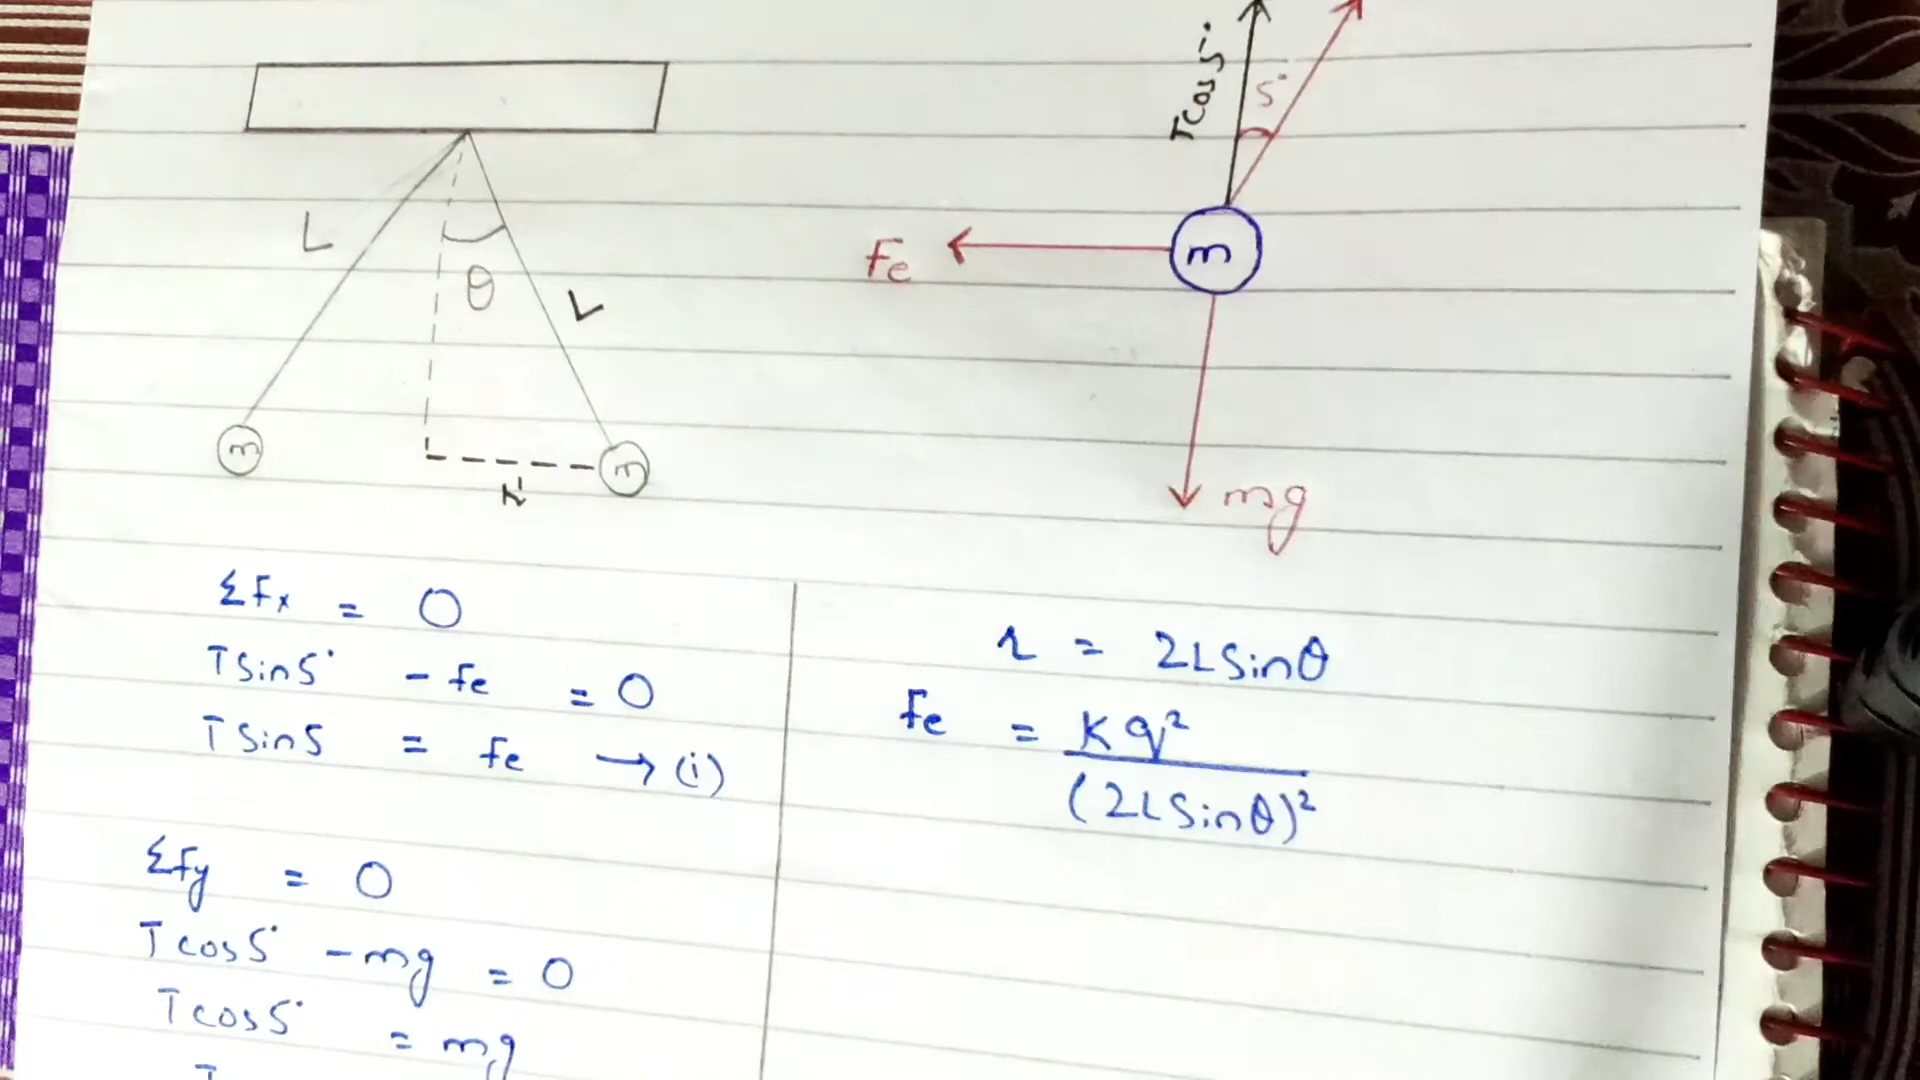 Tcos5°
5°
L
θ
L
Fe
m
m
m
r
mg
ΣFx = 0
TSin5° - fe = 0
TSin5 = fe → (i)
ΣFy = 0
Tcos5° - mg = 0
Tcos5° = mg
T
r = 2LSinθ
Fe = Kq²
(2LSinθ)²